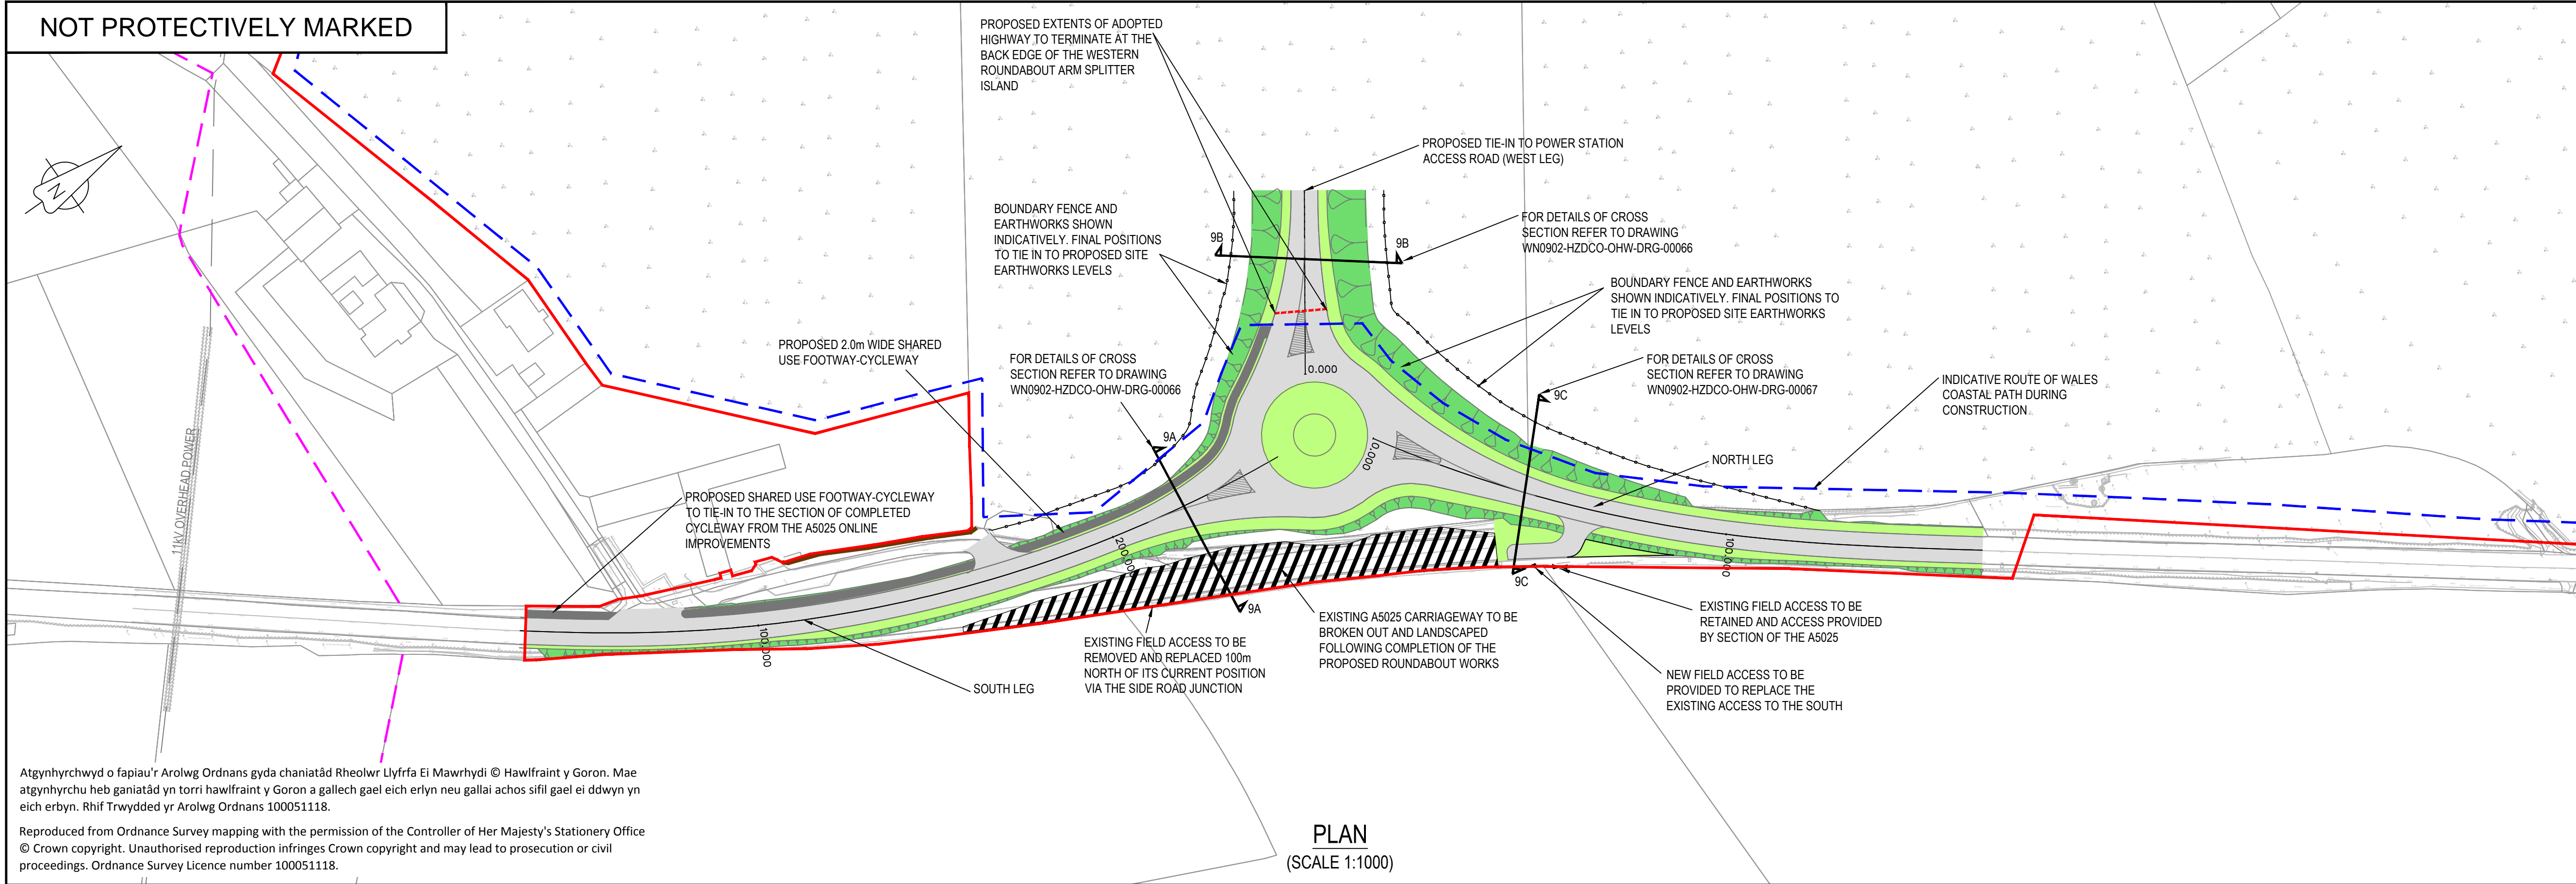 NOT PROTECTIVELY MARKED
PROPOSED EXTENTS OF ADOPTED
HIGHWAY TO TERMINATE AT THE
BACK EDGE OF THE WESTERN
ROUNDABOUT ARM SPLITTER
ISLAND
PROPOSED TIE-IN TO POWER STATION
ACCESS ROAD (WEST LEG)
N
BOUNDARY FENCE AND
EARTHWORKS SHOWN
INDICATIVELY. FINAL POSITIONS
TO TIE IN TO PROPOSED SITE
EARTHWORKS LEVELS
9B
9B
FOR DETAILS OF CROSS
SECTION REFER TO DRAWING
WN0902-HZDCO-OHW-DRG-00066
BOUNDARY FENCE AND EARTHWORKS
SHOWN INDICATIVELY. FINAL POSITIONS TO
TIE IN TO PROPOSED SITE EARTHWORKS
LEVELS
PROPOSED 2.0m WIDE SHARED
USE FOOTWAY-CYCLEWAY
FOR DETAILS OF CROSS
SECTION REFER TO DRAWING
WN0902-HZDCO-OHW-DRG-00066
0.000
FOR DETAILS OF CROSS
SECTION REFER TO DRAWING
WN0902-HZDCO-OHW-DRG-00067
INDICATIVE ROUTE OF WALES
COASTAL PATH DURING
CONSTRUCTION
9C
9A
0.000
NORTH LEG
11kV OVERHEAD POWER
PROPOSED SHARED USE FOOTWAY-CYCLEWAY
TO TIE-IN TO THE SECTION OF COMPLETED
CYCLEWAY FROM THE A5025 ONLINE
IMPROVEMENTS
200.000
100.000
9C
9A
100.000
EXISTING FIELD ACCESS TO BE
REMOVED AND REPLACED 100m
NORTH OF ITS CURRENT POSITION
VIA THE SIDE ROAD JUNCTION
EXISTING A5025 CARRIAGEWAY TO BE
BROKEN OUT AND LANDSCAPED
FOLLOWING COMPLETION OF THE
PROPOSED ROUNDABOUT WORKS
EXISTING FIELD ACCESS TO BE
RETAINED AND ACCESS PROVIDED
BY SECTION OF THE A5025
SOUTH LEG
NEW FIELD ACCESS TO BE
PROVIDED TO REPLACE THE
EXISTING ACCESS TO THE SOUTH
Atgynhyrchwyd o fapiau'r Arolwg Ordnans gyda chaniatâd Rheolwr Llyfrfa Ei Mawrhydi © Hawlfraint y Goron. Mae
atgynhyrchu heb ganiatâd yn torri hawlfraint y Goron a gallech gael eich erlyn neu gallai achos sifil gael ei ddwyn yn
eich erbyn. Rhif Trwydded yr Arolwg Ordnans 100051118.
Reproduced from Ordnance Survey mapping with the permission of the Controller of Her Majesty's Stationery Office
© Crown copyright. Unauthorised reproduction infringes Crown copyright and may lead to prosecution or civil
proceedings. Ordnance Survey Licence number 100051118.
PLAN
(SCALE 1:1000)